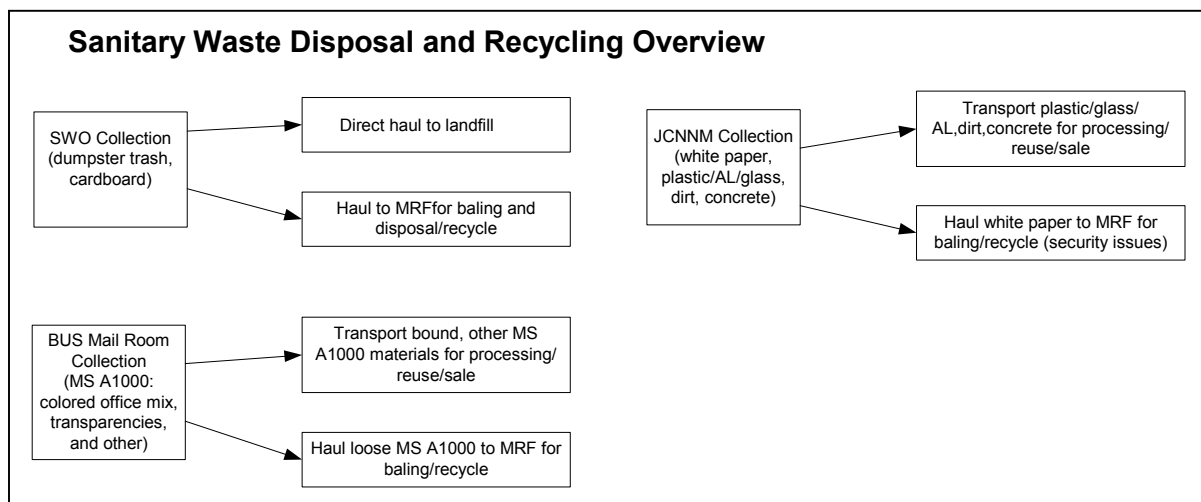 Sanitary Waste Disposal and Recycling Overview
SWO Collection
(dumpster trash,
cardboard)
Direct haul to landfill
Haul to MRFfor baling and
disposal/recycle
JCNNM Collection
(white paper,
plastic/AL/glass,
dirt, concrete)
Transport plastic/glass/
AL,dirt,concrete for processing/
reuse/sale
Haul white paper to MRF for
baling/recycle (security issues)
BUS Mail Room
Collection
(MS A1000:
colored office mix,
transparencies,
and other)
Transport bound, other MS
A1000 materials for processing/
reuse/sale
Haul loose MS A1000 to MRF for
baling/recycle